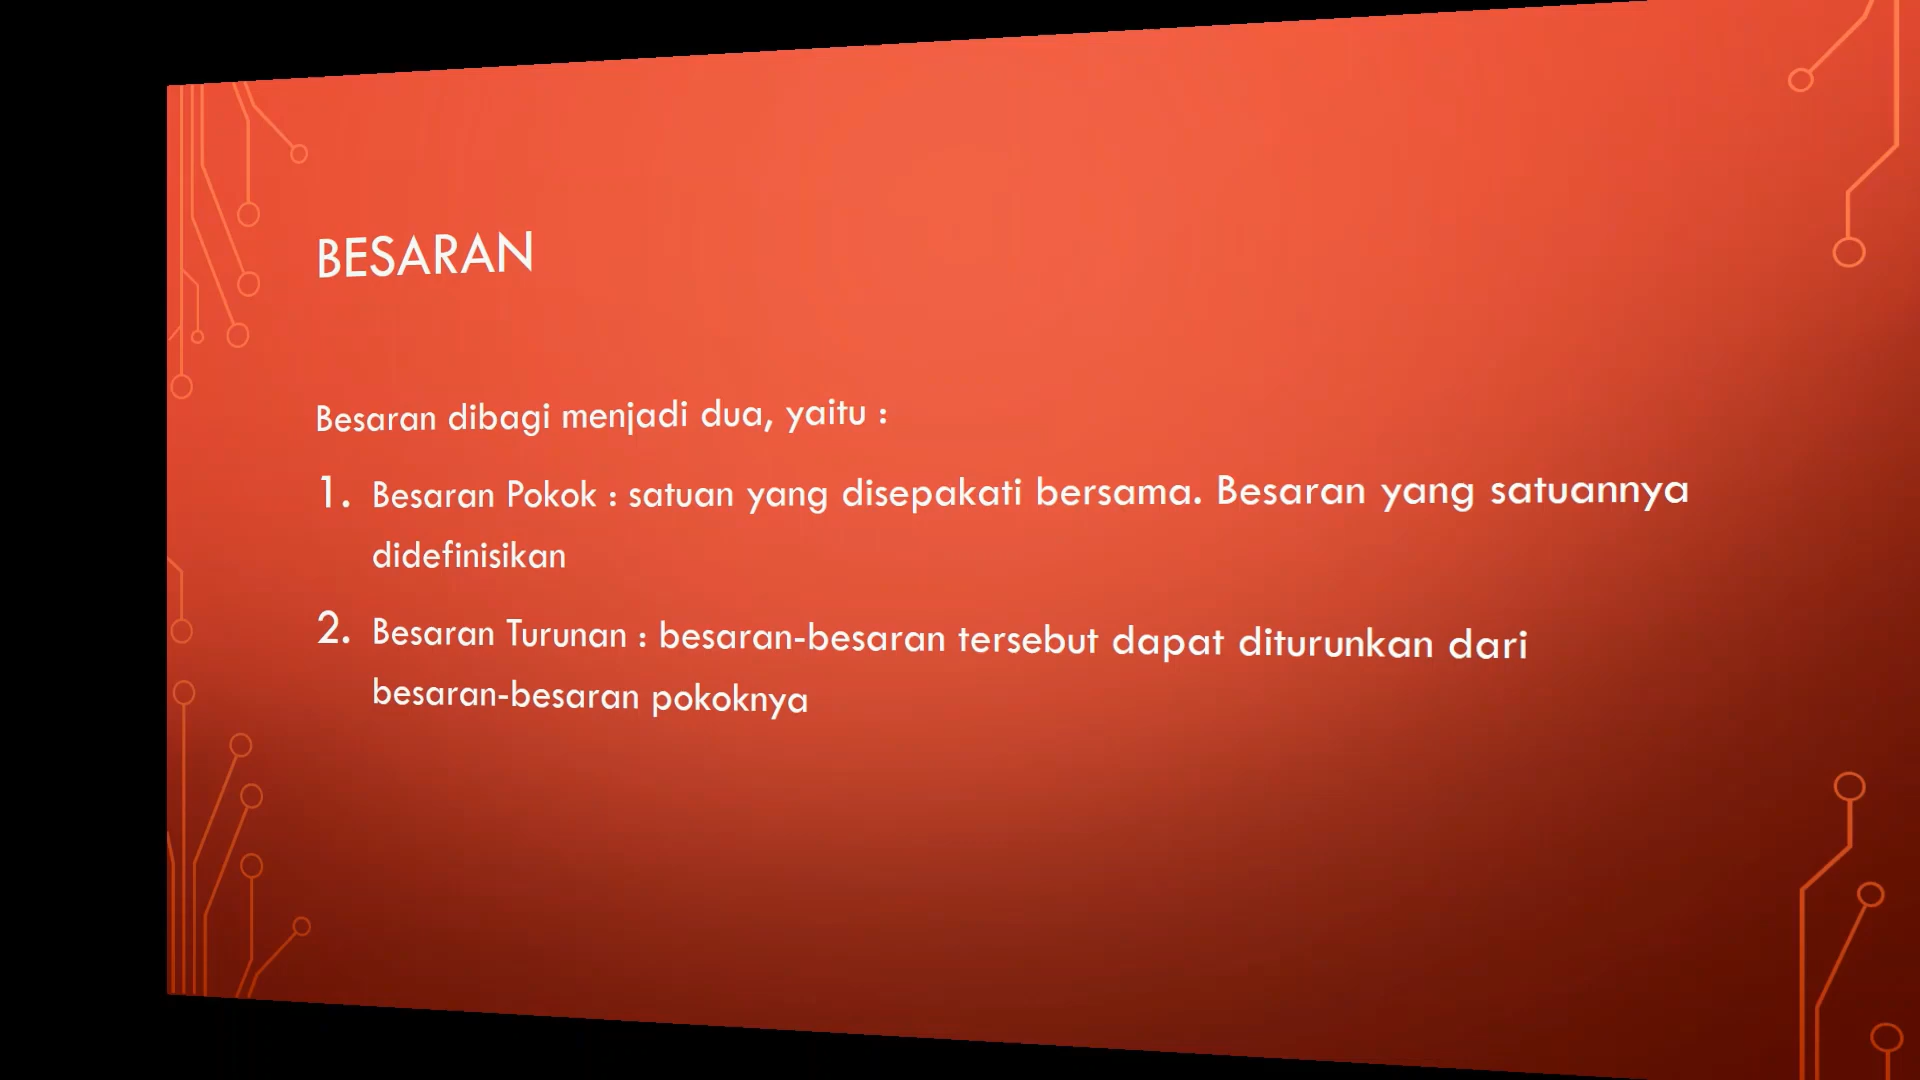 BESARAN
Besaran dibagi menjadi dua, yaitu :
1. Besaran Pokok : satuan yang disepakati bersama. Besaran yang satuannya
didefinisikan
2. Besaran Turunan : besaran-besaran tersebut dapat diturunkan dari
besaran-besaran pokoknya